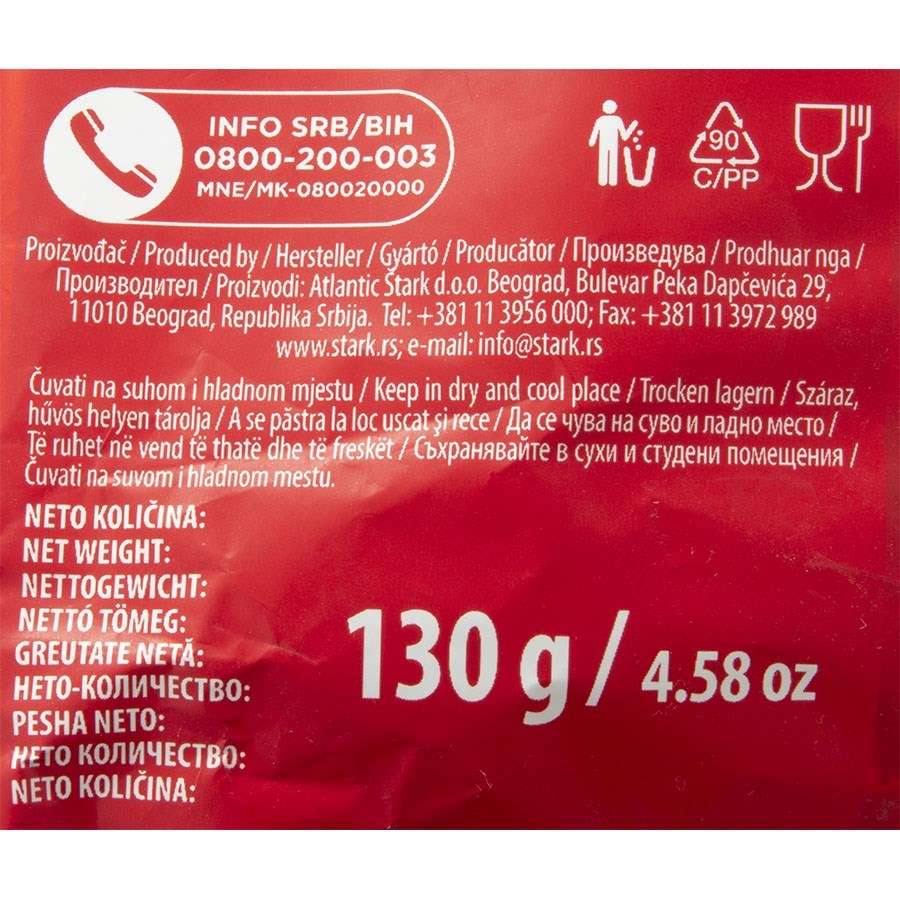 INFO SRB/BIH
0800-200-003
MNE/MK-080020000
90
C/PP
Proizvođač / Produced by / Hersteller / Gyártó / Producător / Произведува / Prodhuar nga /
Производител / Proizvodi: Atlantic Štark d.o.o. Beograd, Bulevar Peka Dapčevića 29,
11010 Beograd, Republika Srbija. Tel: +381 11 3956 000; Fax: +381 11 3972 989
www.stark.rs; e-mail: info@stark.rs
Čuvati na suhom i hladnom mjestu / Keep in dry and cool place / Trocken lagern / Száraz,
hűvös helyen tárolja / A se păstra la loc uscat şi rece / Да се чува на суво и ладно место /
Të ruhet në vend të thatë dhe të freskët / Съхранявайте в сухи и студени помещения /
Čuvati na suvom i hladnom mestu.
NETO KOLIČINA:
NET WEIGHT:
NETTOGEWICHT:
NETTÓ TÖMEG:
GREUTATE NETĂ:
НЕТО-КОЛИЧЕСТВО:
PESHA NETO:
НЕТО КОЛИЧЕСТВО:
NETO KOLIČINA:
130 g / 4.58 oz